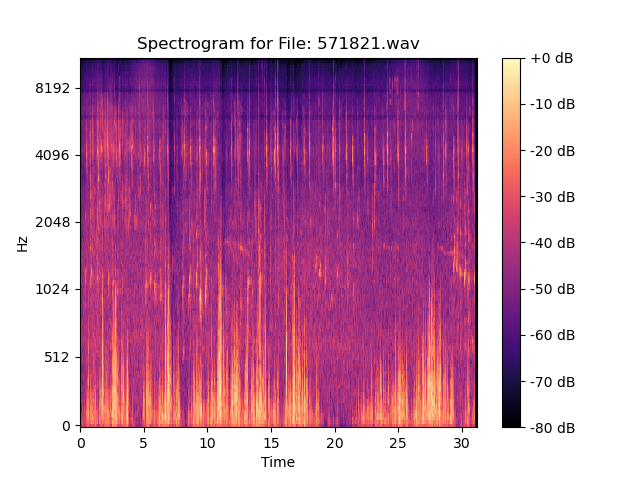 Spectrogram for File: 571821.wav
8192
4096
2048
1024
512
0
Hz
0 5 10 15 20 25 30
Time
+0 dB
-10 dB
-20 dB
-30 dB
-40 dB
-50 dB
-60 dB
-70 dB
-80 dB